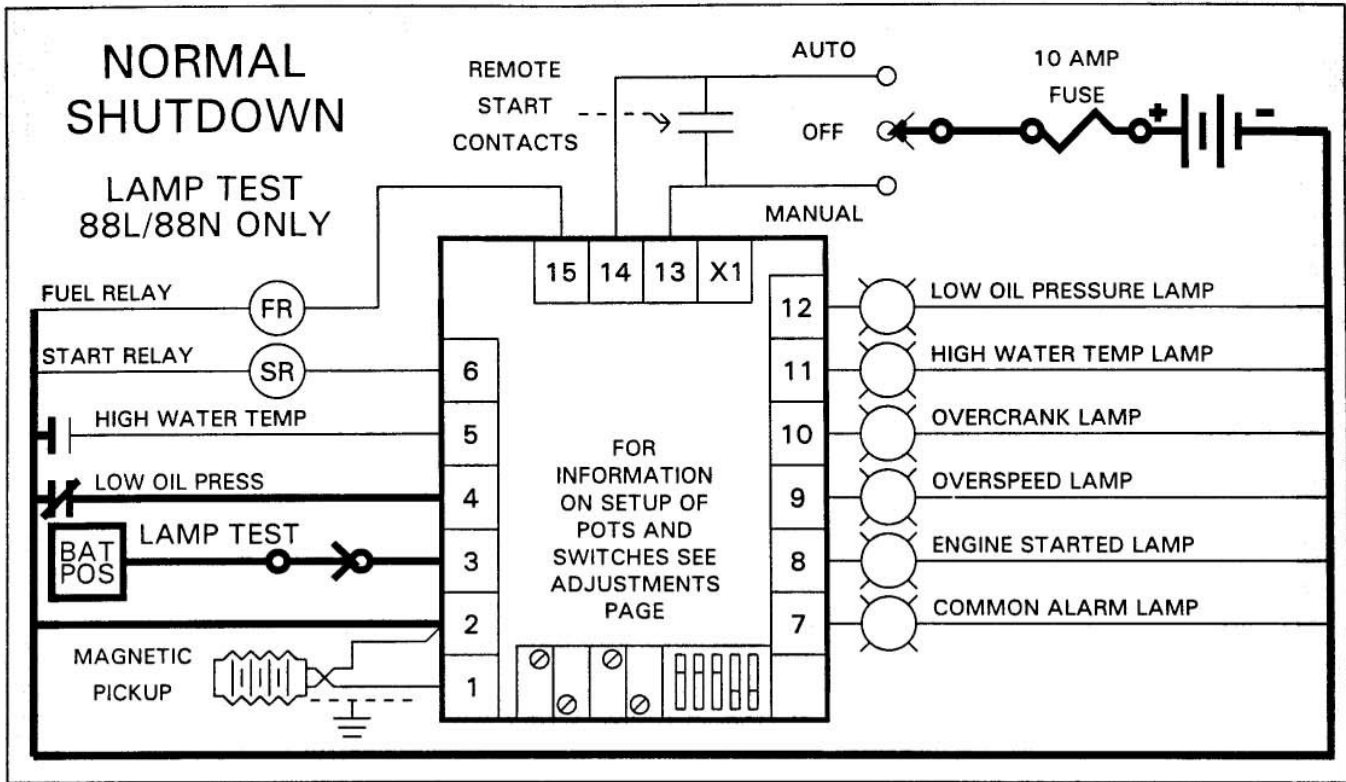 NORMAL
SHUTDOWN
LAMP TEST
88L/88N ONLY
REMOTE
START
CONTACTS
AUTO
OFF
MANUAL
10 AMP
FUSE
+
-
15
14
13
X1
FUEL RELAY
FR
START RELAY
SR
HIGH WATER TEMP
LOW OIL PRESS
BAT
POS
LAMP TEST
MAGNETIC
PICKUP
6
5
4
3
2
1
FOR
INFORMATION
ON SETUP OF
POTS AND
SWITCHES SEE
ADJUSTMENTS
PAGE
12
11
10
9
8
7
LOW OIL PRESSURE LAMP
HIGH WATER TEMP LAMP
OVERCRANK LAMP
OVERSPEED LAMP
ENGINE STARTED LAMP
COMMON ALARM LAMP